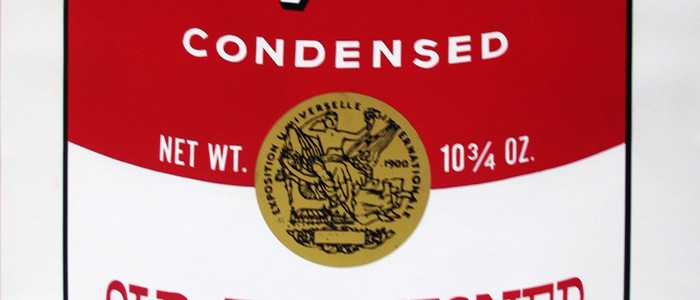 CONDENSED
NET WT.
EXPOSITION UNIVERSELLE INTERNATIONALE
1900
10¾ OZ.